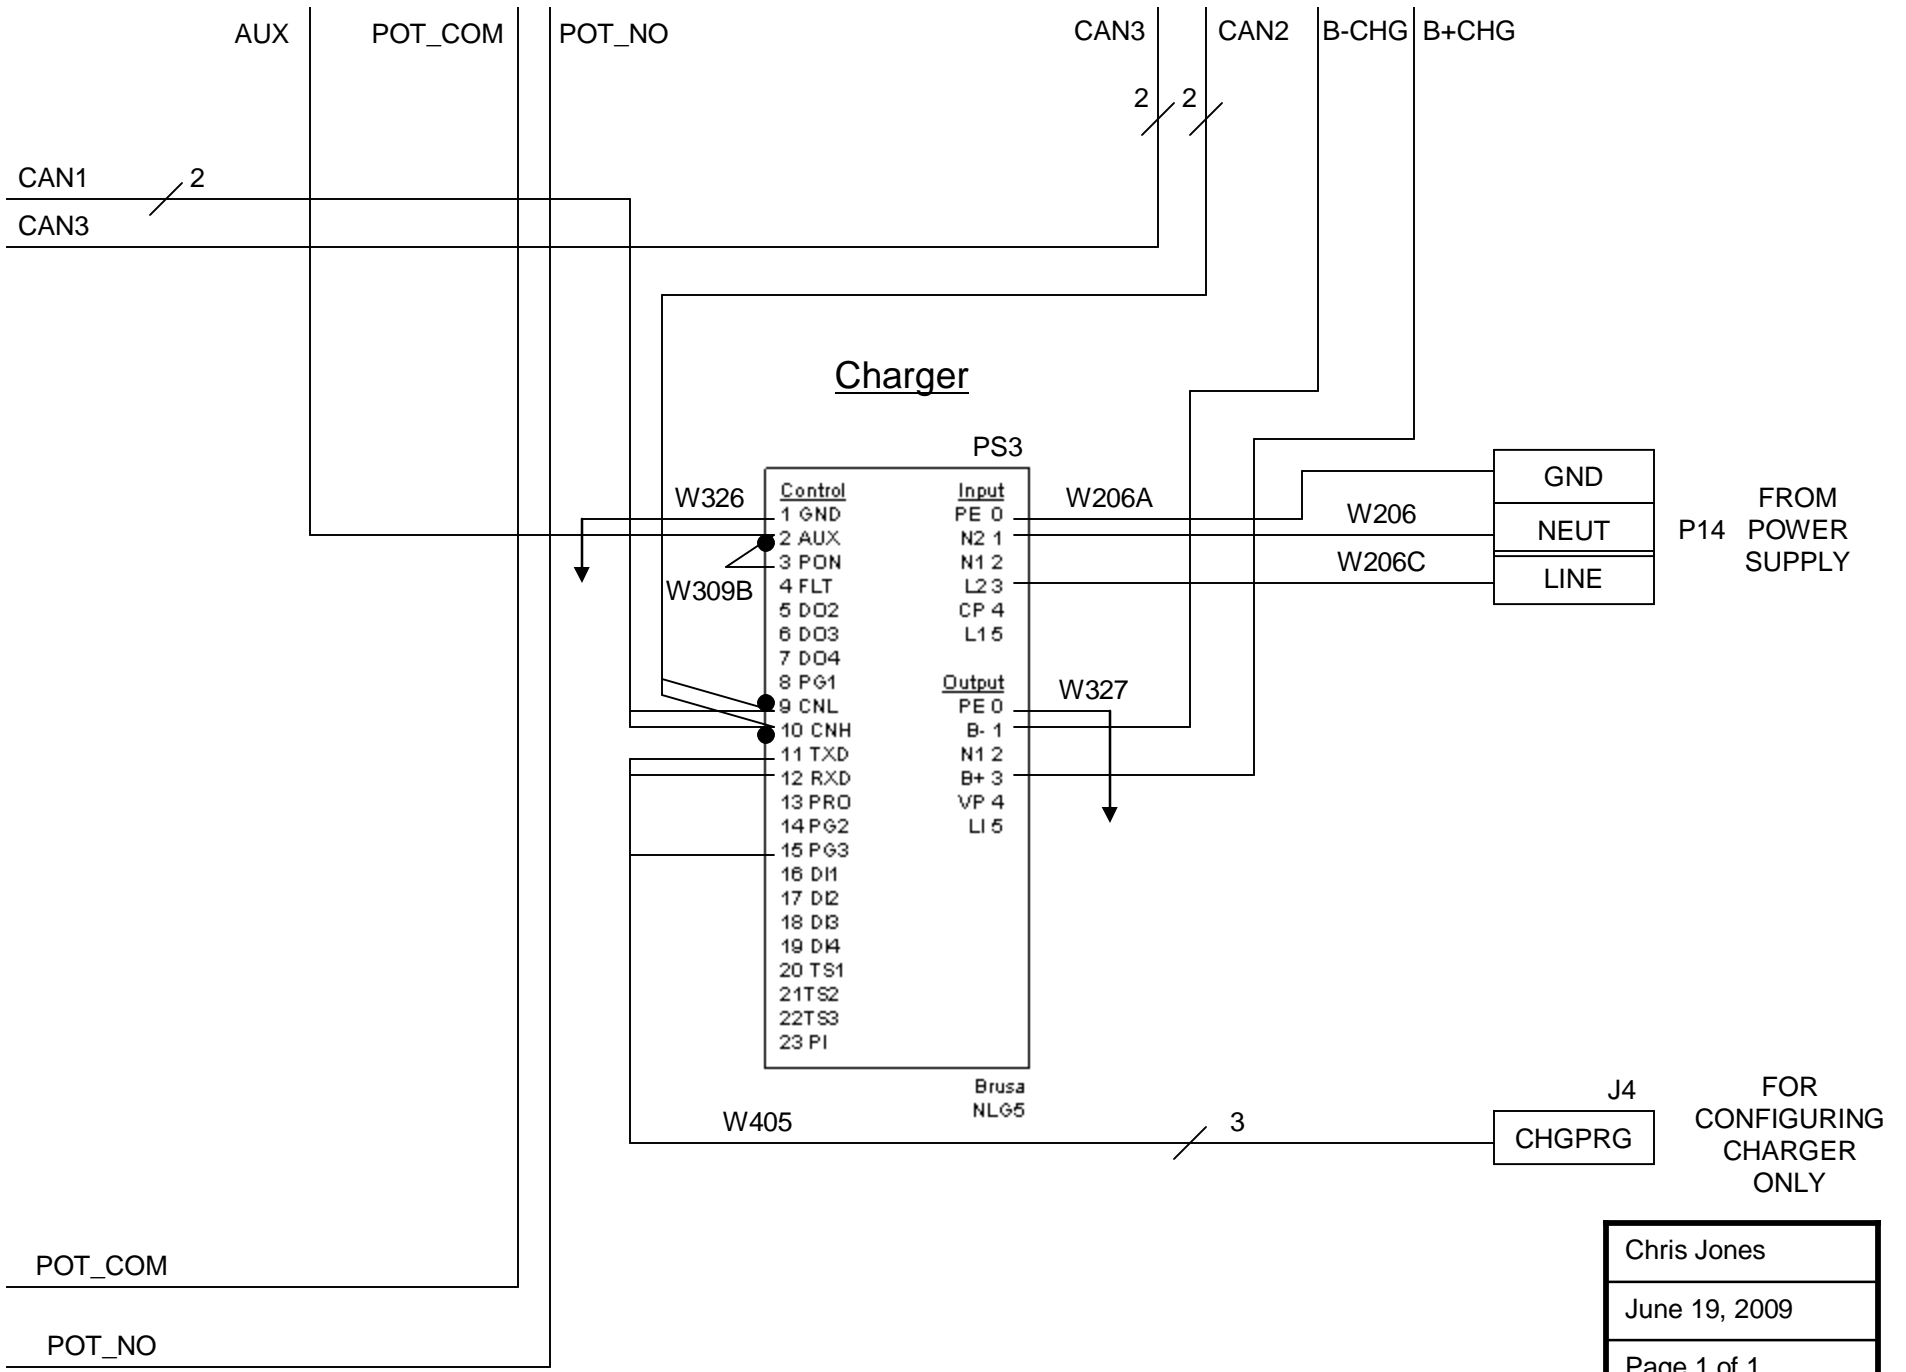 AUX
POT_COM
POT_NO
CAN3
CAN2
B-CHG
B+CHG
2
2
CAN1
2
CAN3
Charger
PS3
W326
W309B
Control
1 GND
2 AUX
3 PON
4 FLT
5 DO2
6 DO3
7 DO4
8 PG1
9 CNL
10 CNH
11 TXD
12 RXD
13 PRO
14 PG2
15 PG3
16 DI1
17 DI2
18 DI3
19 DI4
20 TS1
21TS2
22TS3
23 PI
Input
PE 0
N2 1
N1 2
L2 3
CP 4
L1 5
Output
PE 0
B- 1
N1 2
B+ 3
VP 4
LI 5
Brusa
NLG5
W206A
W206
W206C
W327
GND
NEUT
LINE
P14
FROM
POWER
SUPPLY
W405
3
J4
CHGPRG
FOR
CONFIGURING
CHARGER
ONLY
POT_COM
POT_NO
Chris Jones
June 19, 2009
Page 1 of 1